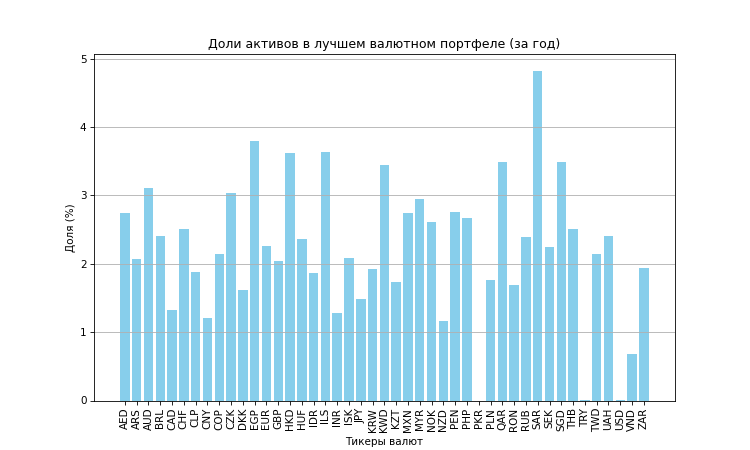 Доли активов в лучшем валютном портфеле (за год)
Доля (%)
5
4
3
2
1
0
AED ARS AUD BRL CAD CHF CLP CNY COP CZK DKK EGP EUR GBP HKD HUF IDR ILS INR ISK JPY KRW KWD KZT MXN MYR NOK NZD PEN PHP PKR PLN QAR RON RUB SAR SEK SGD THB TRY TWD UAH USD VND ZAR
Тикеры валют